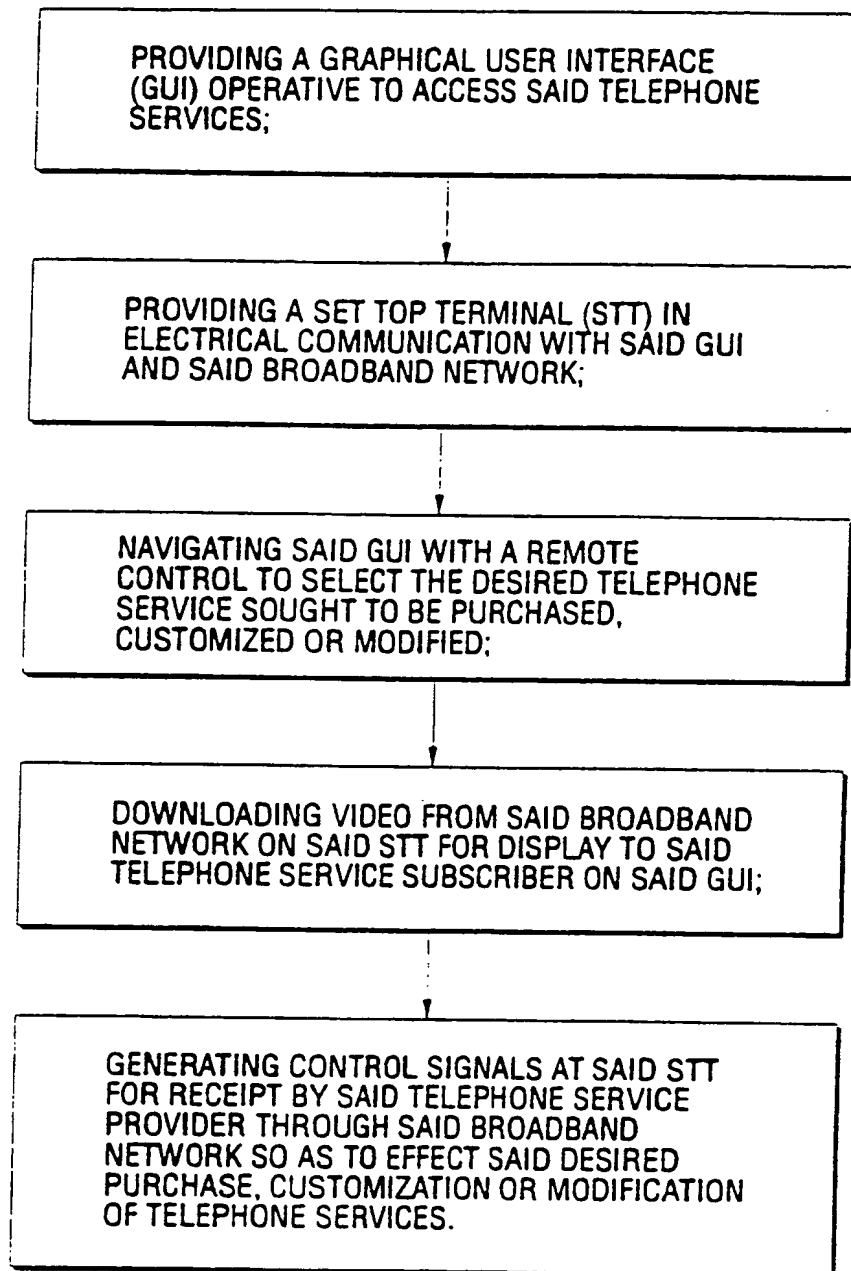 PROVIDING A GRAPHICAL USER INTERFACE
(GUI) OPERATIVE TO ACCESS SAID TELEPHONE
SERVICES;
PROVIDING A SET TOP TERMINAL (STT) IN
ELECTRICAL COMMUNICATION WITH SAID GUI
AND SAID BROADBAND NETWORK;
NAVIGATING SAID GUI WITH A REMOTE
CONTROL TO SELECT THE DESIRED TELEPHONE
SERVICE SOUGHT TO BE PURCHASED,
CUSTOMIZED OR MODIFIED;
DOWNLOADING VIDEO FROM SAID BROADBAND
NETWORK ON SAID STT FOR DISPLAY TO SAID
TELEPHONE SERVICE SUBSCRIBER ON SAID GUI;
GENERATING CONTROL SIGNALS AT SAID STT
FOR RECEIPT BY SAID TELEPHONE SERVICE
PROVIDER THROUGH SAID BROADBAND
NETWORK SO AS TO EFFECT SAID DESIRED
PURCHASE, CUSTOMIZATION OR MODIFICATION
OF TELEPHONE SERVICES.